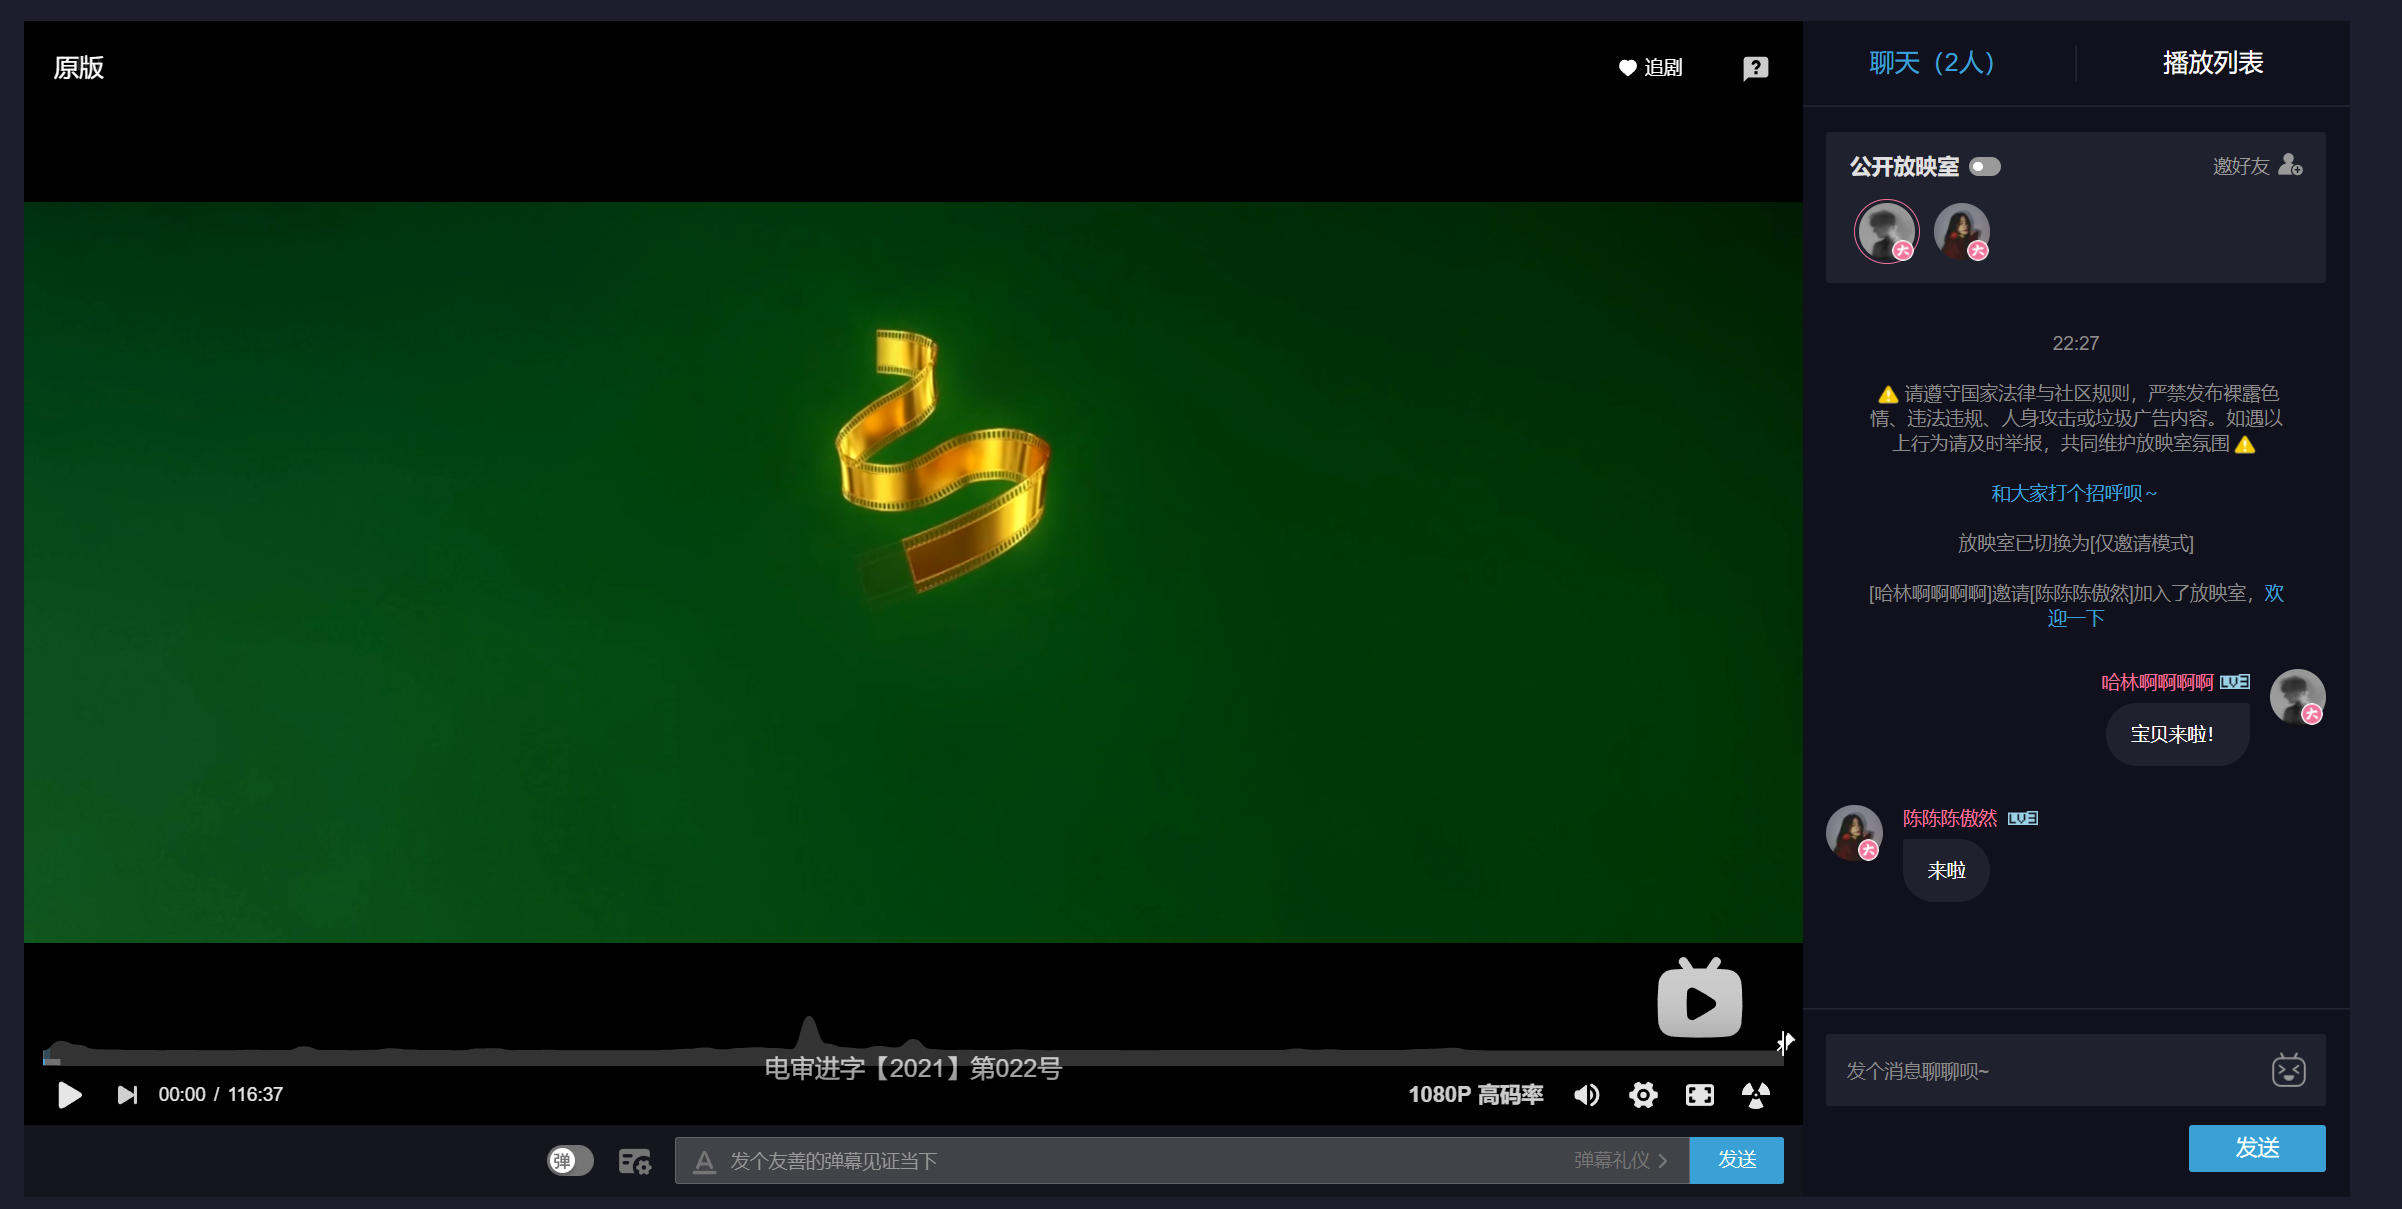 原版
追剧
电审进字【2021】第022号
00:00 / 116:37
1080P 高码率
弹
发个友善的弹幕见证当下
弹幕礼仪
发送
聊天（2人）
播放列表
公开放映室
邀好友
大
大
22:27
请遵守国家法律与社区规则，严禁发布裸露色
情、违法违规、人身攻击或垃圾广告内容。如遇以
上行为请及时举报，共同维护放映室氛围
和大家打个招呼呗～
放映室已切换为[仅邀请模式]
[哈林啊啊啊啊]邀请[陈陈陈傲然]加入了放映室，欢
迎一下
哈林啊啊啊啊 LV3
大
宝贝来啦！
陈陈陈傲然 LV3
大
来啦
发个消息聊聊呗~
发送